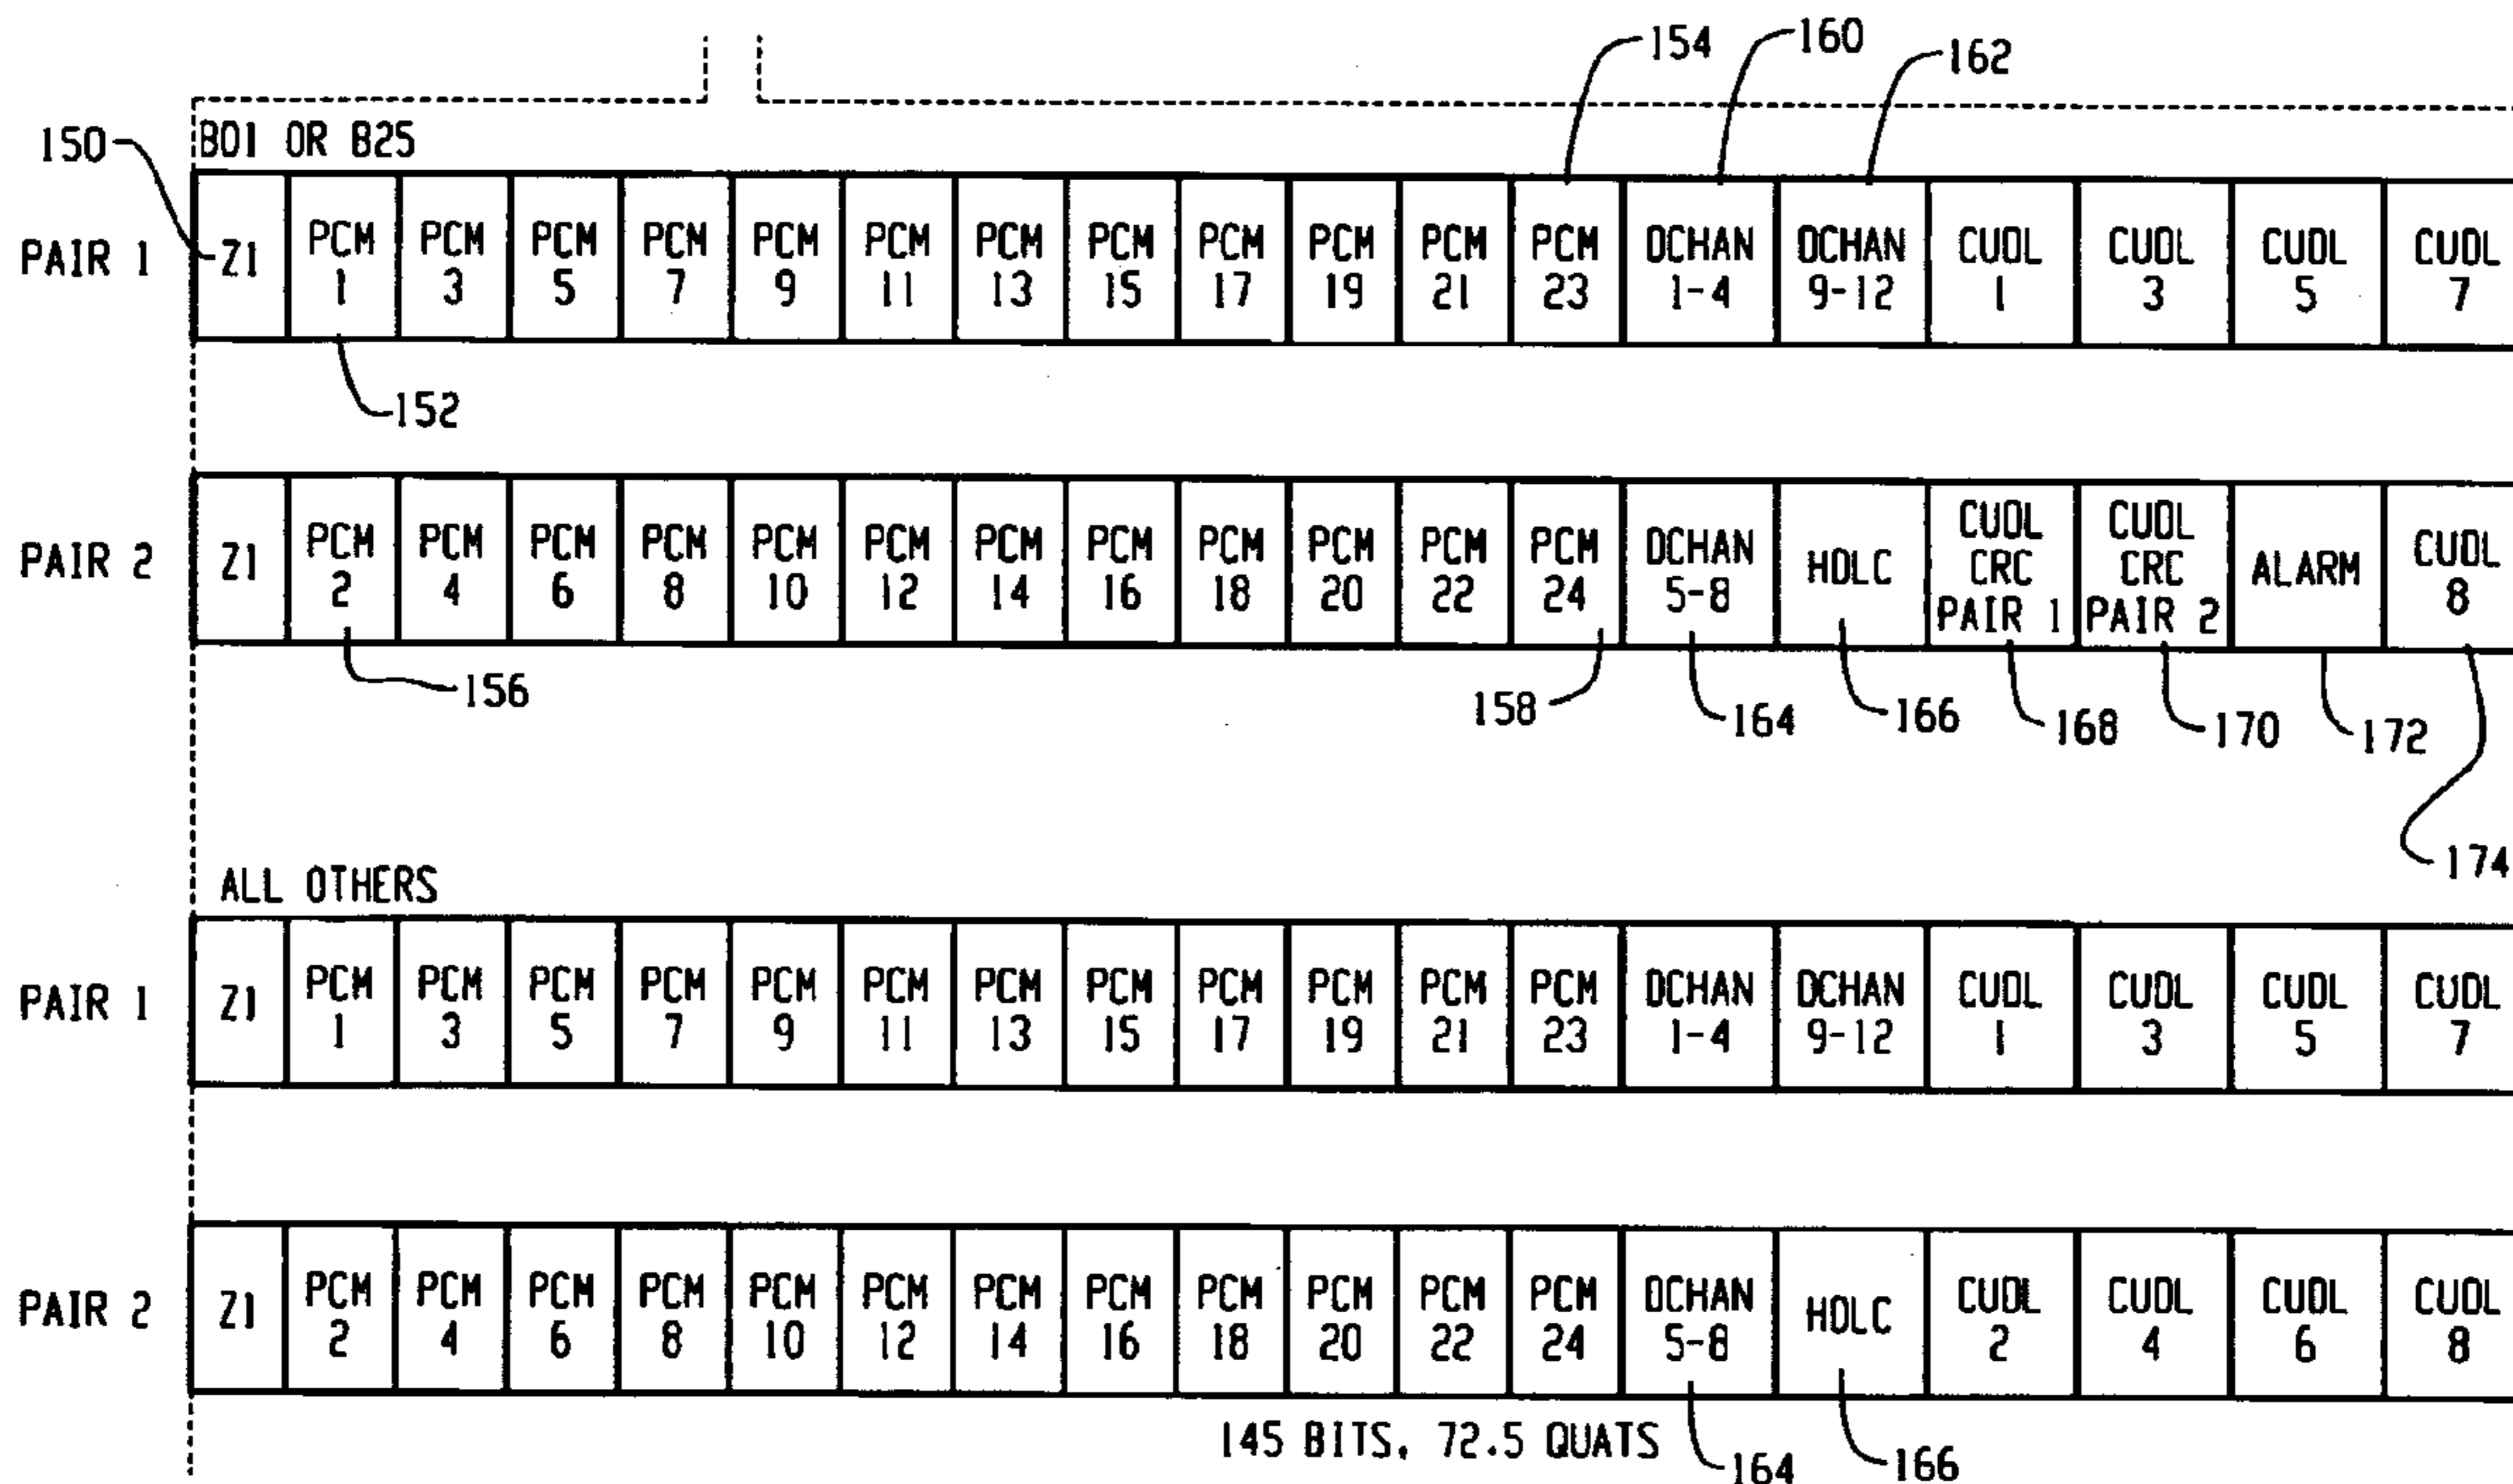 154
160
162
150
B01 OR B25
PAIR 1
Z1
PCM 1
PCM 3
PCM 5
PCM 7
PCM 9
PCM 11
PCM 13
PCM 15
PCM 17
PCM 19
PCM 21
PCM 23
DCHAN 1-4
DCHAN 9-12
CUDL 1
CUDL 3
CUDL 5
CUDL 7
152
PAIR 2
Z1
PCM 2
PCM 4
PCM 6
PCM 8
PCM 10
PCM 12
PCM 14
PCM 16
PCM 18
PCM 20
PCM 22
PCM 24
DCHAN 5-8
HDLC
CUDL CRC PAIR 1
CUDL CRC PAIR 2
ALARM
CUDL 8
156
158
164
166
168
170
172
174
ALL OTHERS
PAIR 1
Z1
PCM 1
PCM 3
PCM 5
PCM 7
PCM 9
PCM 11
PCM 13
PCM 15
PCM 17
PCM 19
PCM 21
PCM 23
DCHAN 1-4
DCHAN 9-12
CUDL 1
CUDL 3
CUDL 5
CUDL 7
PAIR 2
Z1
PCM 2
PCM 4
PCM 6
PCM 8
PCM 10
PCM 12
PCM 14
PCM 16
PCM 18
PCM 20
PCM 22
PCM 24
DCHAN 5-8
HDLC
CUDL 2
CUDL 4
CUDL 6
CUDL 8
145 BITS, 72.5 QUATS
164
166